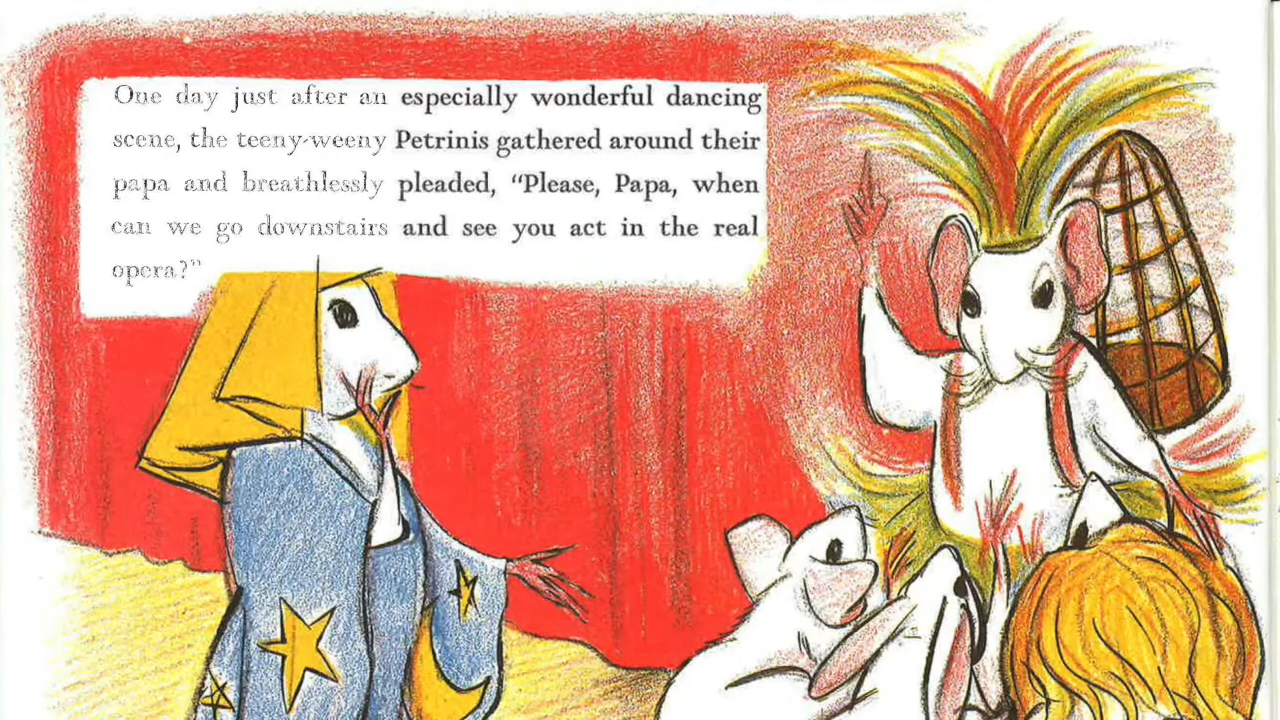 One day just after an especially wonderful dancing
scene, the teeny-weeny Petrinis gathered around their
papa and breathlessly pleaded, “Please, Papa, when
can we go downstairs and see you act in the real
opera?”